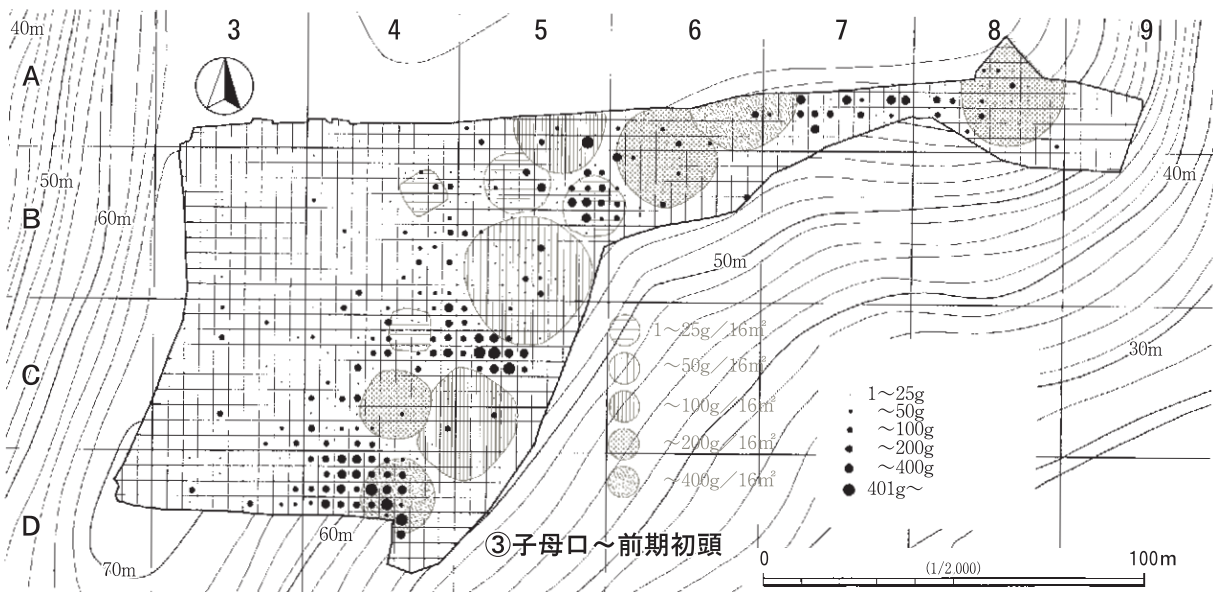 40m
3 4 5 6 7 8 9
A
50m
60m
40m
B
50m
1～25g／16㎡
～50g／16㎡
～100g／16㎡
～200g／16㎡
～400g／16㎡
30m
C
1～25g
～50g
～100g
～200g
～400g
401g～
D
60m
70m
③子母口～前期初頭
0 100m
(1/2.000)